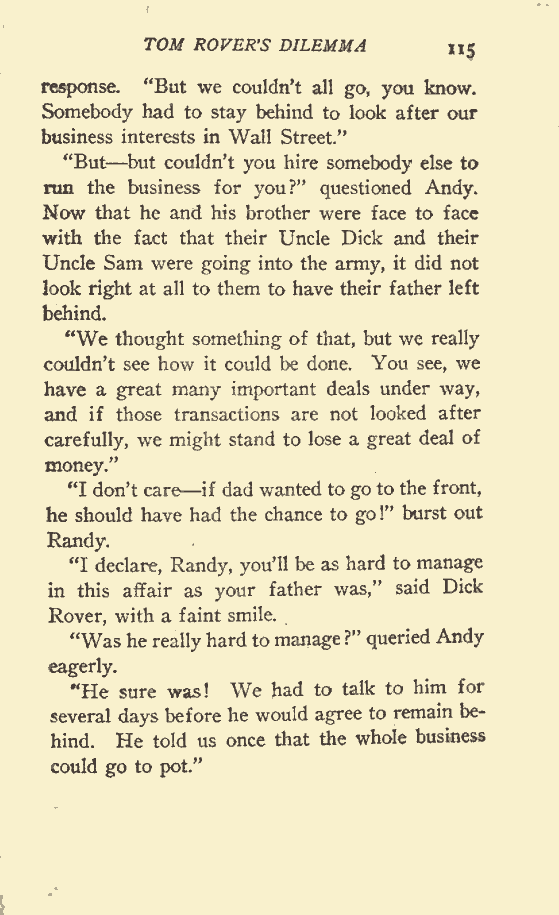 TOM ROVER'S DILEMMA 115
response. "But we couldn't all go, you know.
Somebody had to stay behind to look after our
business interests in Wall Street."
"But—but couldn't you hire somebody else to
run the business for you?" questioned Andy.
Now that he and his brother were face to face
with the fact that their Uncle Dick and their
Uncle Sam were going into the army, it did not
look right at all to them to have their father left
behind.
"We thought something of that, but we really
couldn't see how it could be done. You see, we
have a great many important deals under way,
and if those transactions are not looked after
carefully, we might stand to lose a great deal of
money."
"I don't care—if dad wanted to go to the front,
he should have had the chance to go!" burst out
Randy.
"I declare, Randy, you'll be as hard to manage
in this affair as your father was," said Dick
Rover, with a faint smile.
"Was he really hard to manage?" queried Andy
eagerly.
"He sure was! We had to talk to him for
several days before he would agree to remain be-
hind. He told us once that the whole business
could go to pot."